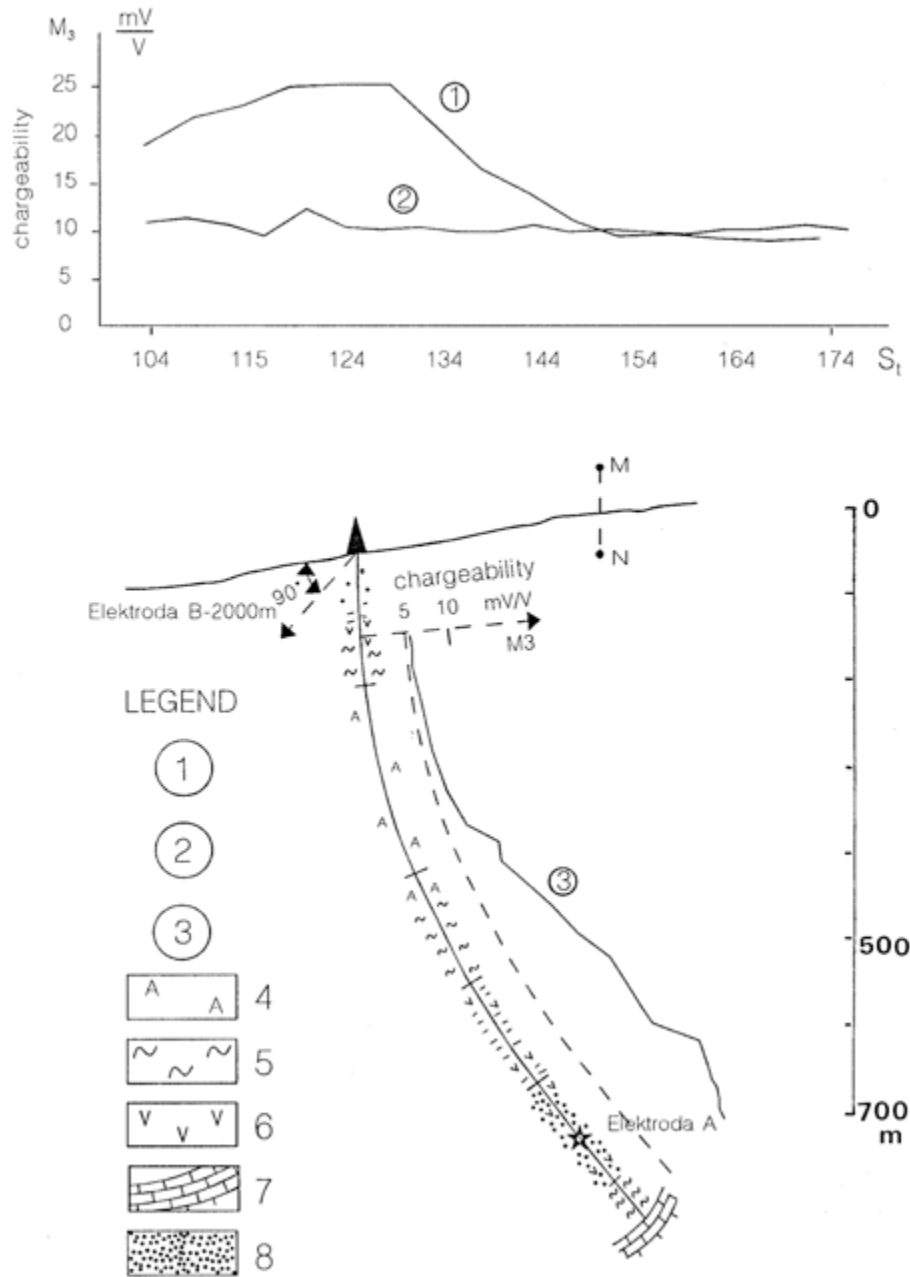 M₃ mV/V
chargeability
25
20
15
10
5
0
1
2
104 115 124 134 144 154 164 174 Sₜ
M
N
0
90°
Elektroda B-2000m
chargeability
5 10 mV/V
M3
LEGEND
1
2
3
A A 4
5
V V V 6
7
8
A
A
A
A
A
A
3
500
Elektroda A
700
m